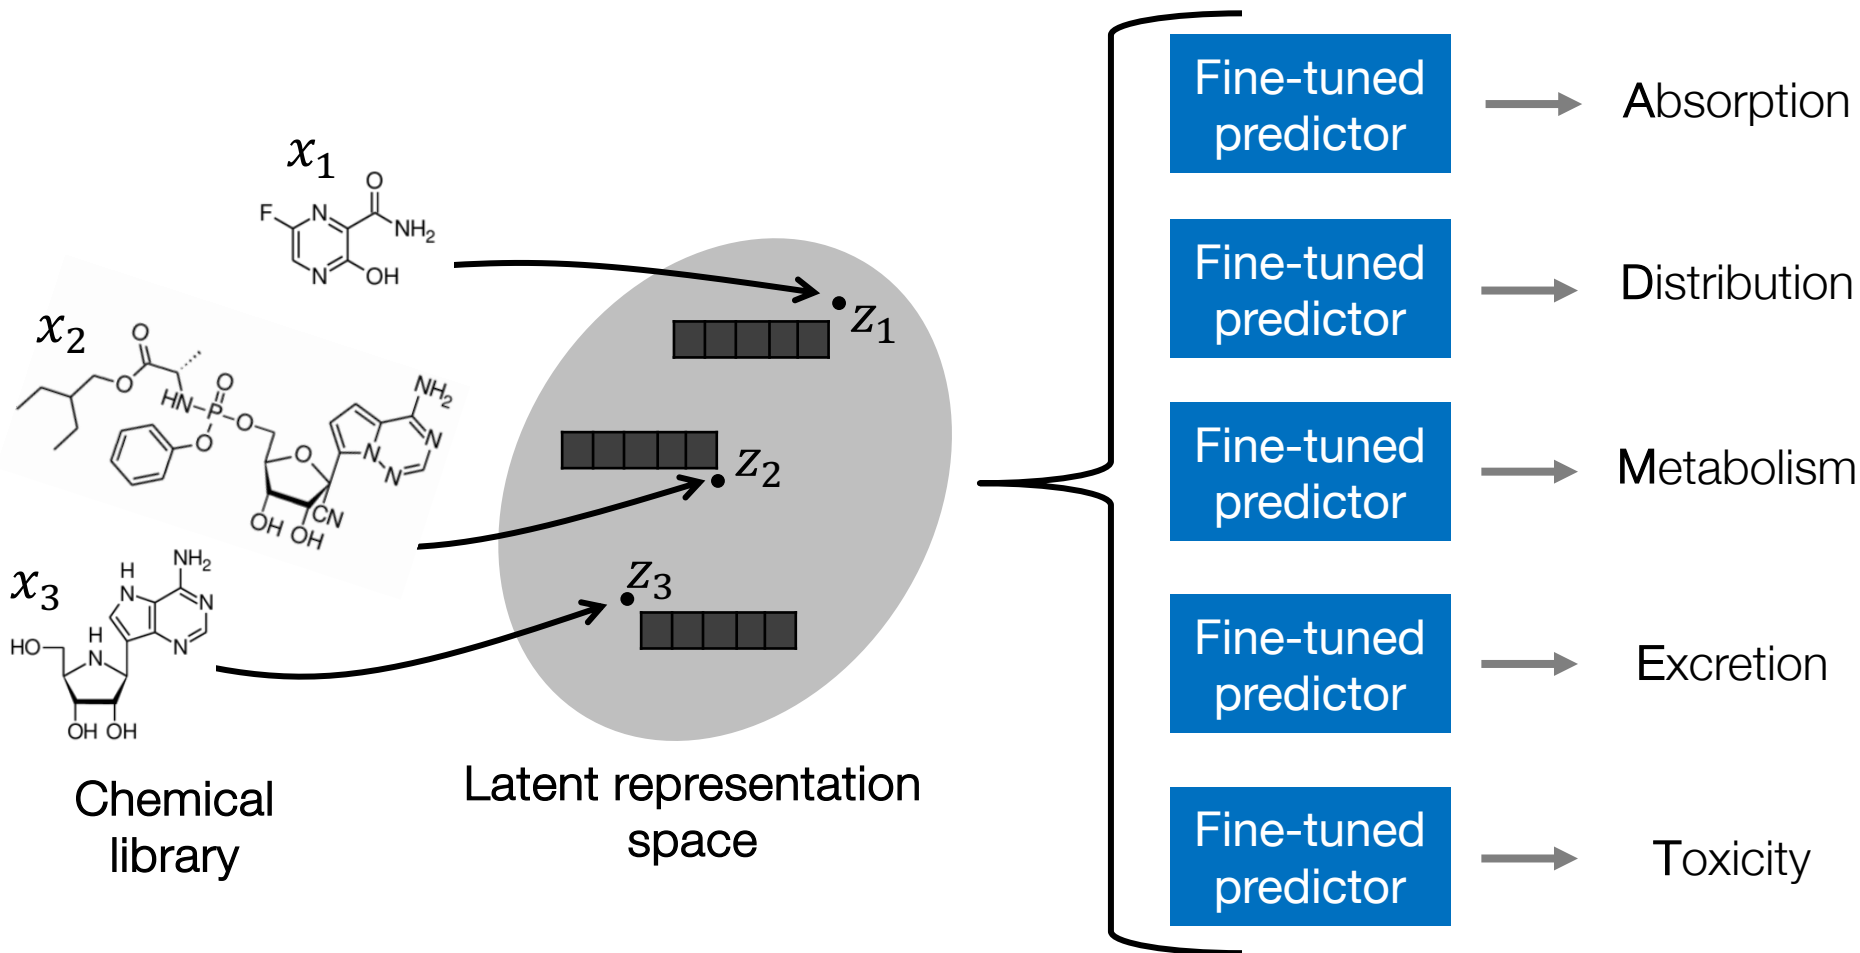 x₁
F
N
O
NH₂
N
OH
x₂
O
O
HN
P
O
O
O
NH₂
N
N
N
O
OH
OH
CN
x₃
H
N
NH₂
N
N
HO
H
N
OH
OH
Chemical
library
z₁
z₂
z₃
Latent representation
space
Fine-tuned
predictor
Absorption
Fine-tuned
predictor
Distribution
Fine-tuned
predictor
Metabolism
Fine-tuned
predictor
Excretion
Fine-tuned
predictor
Toxicity